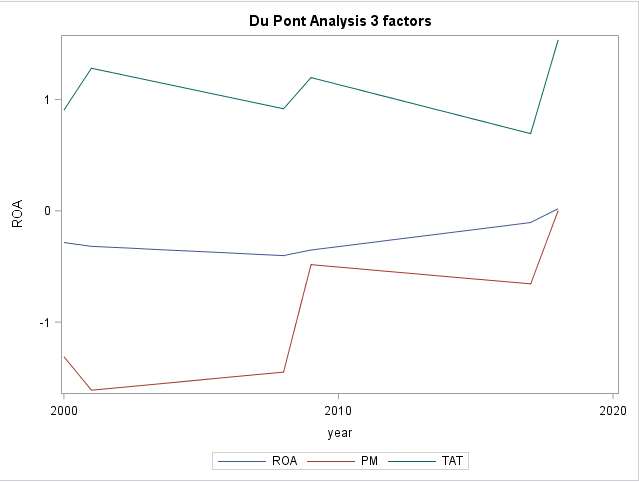 Du Pont Analysis 3 factors
1
0
-1
ROA
2000 2010 2020
year
ROA PM TAT